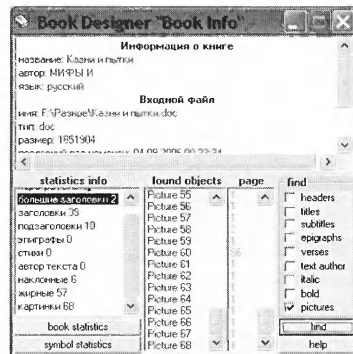 Book Designer "Book Info"
Информация о книге
название: Казни и пытки
автор: МИФЫ И
язык: русский
Входной файл
имя: F:\Разное\Казни и пытки.doc
тип: doc
размер: 1851904
statistics info
found objects
page
find
большие заголовки 2
заголовки 35
подзаголовки 10
эпиграфы 0
стихи 0
автор текста 0
наклонные 6
жирные 57
картинки 68
book statistics
symbol statistics
Picture 55
Picture 56
Picture 57
Picture 58
Picture 59
Picture 60
Picture 61
Picture 62
Picture 63
Picture 64
Picture 65
Picture 66
Picture 67
Picture 68
headers
titles
subtitles
epigraphs
verses
text author
italic
bold
pictures
find
help